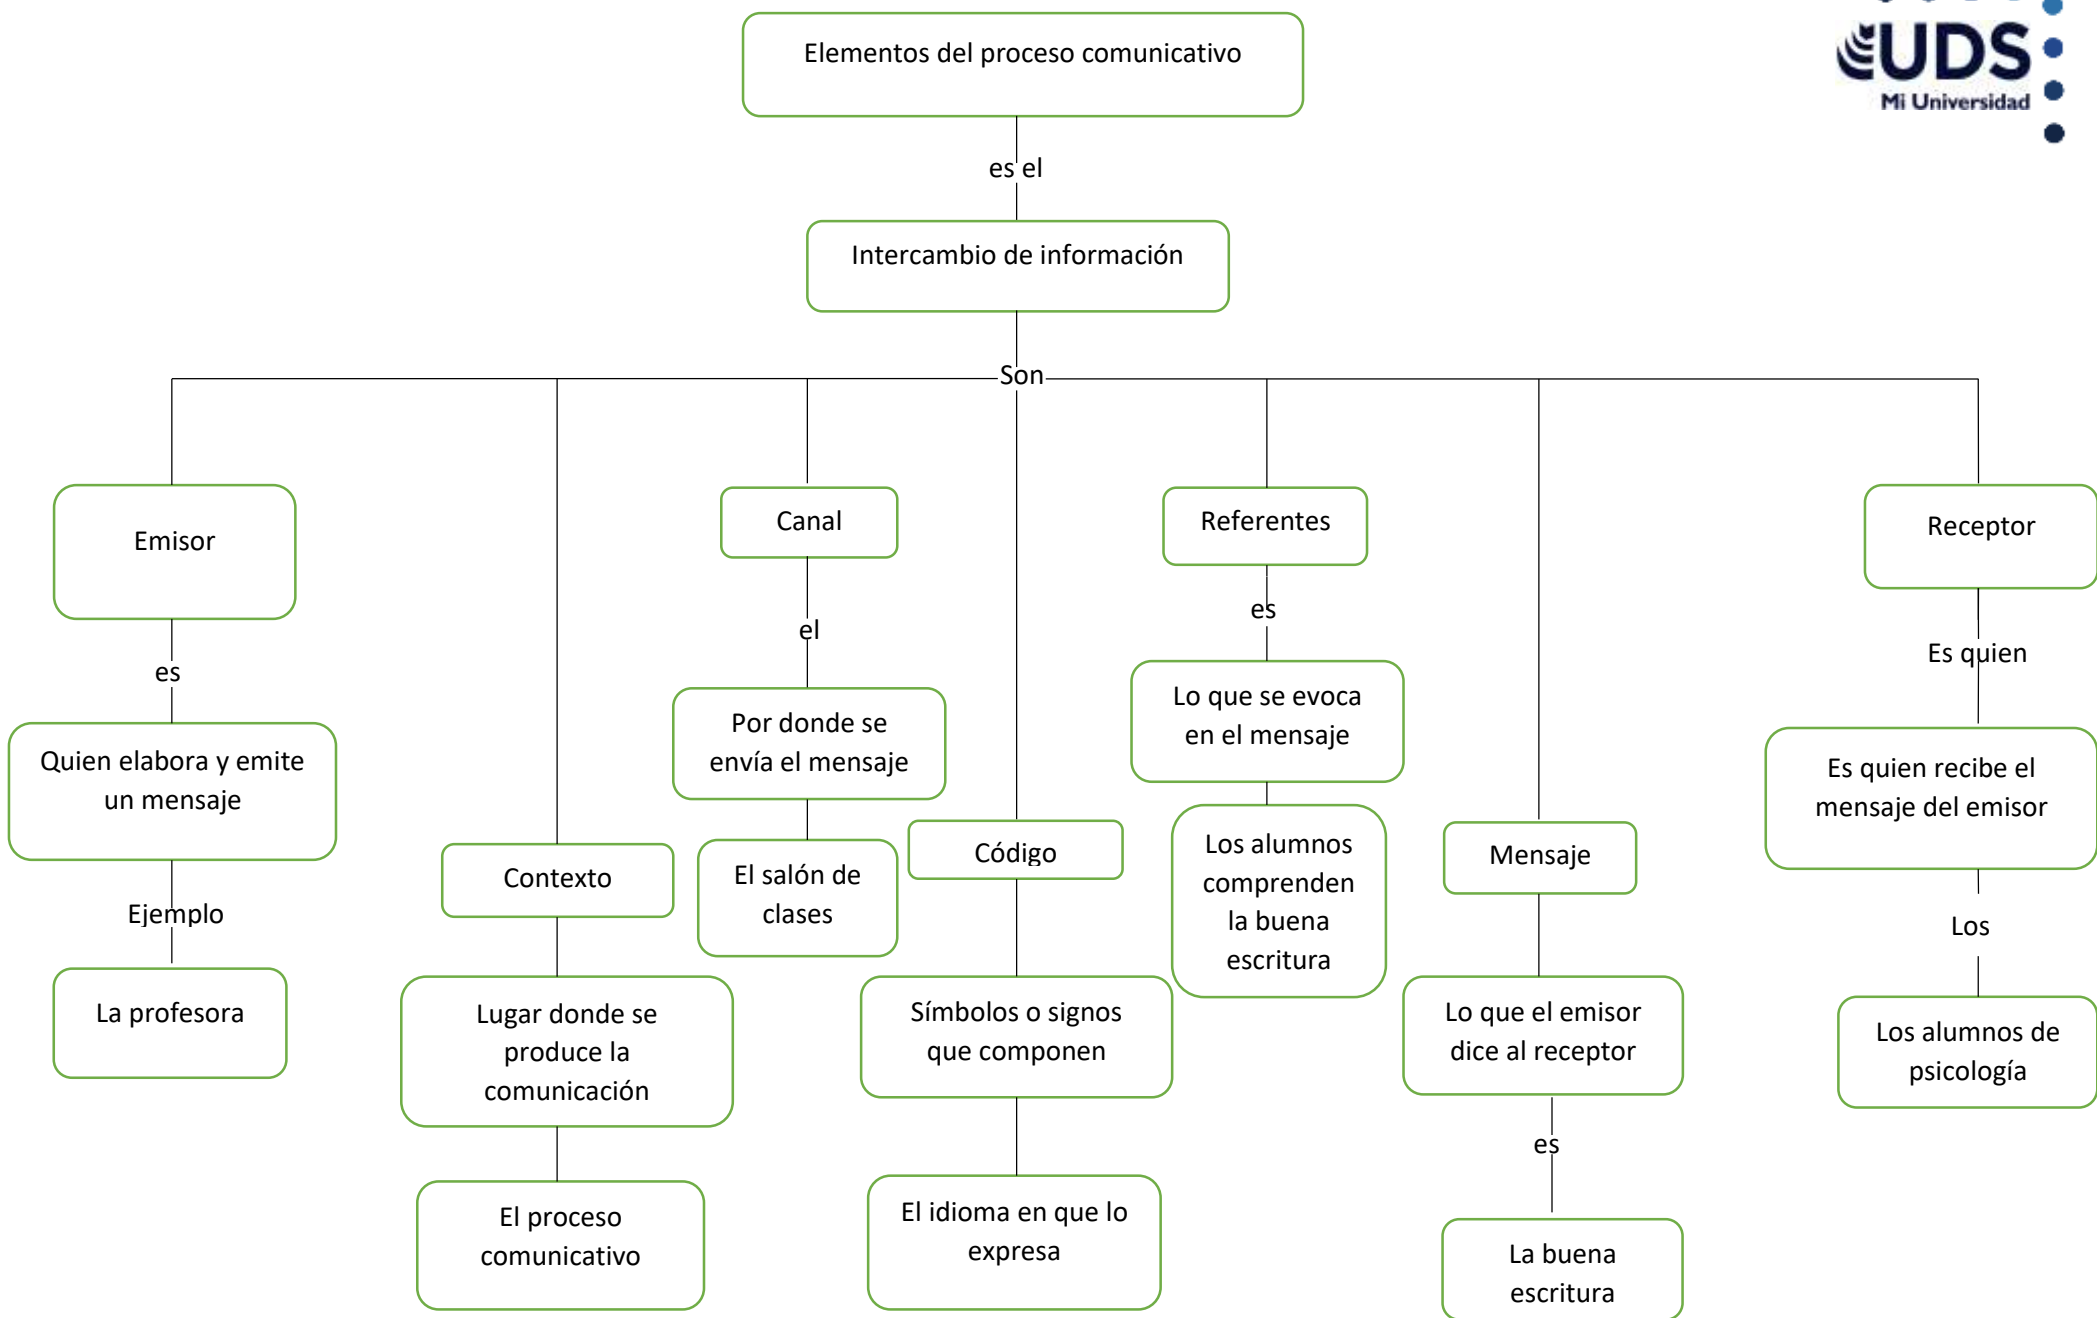 Elementos del proceso comunicativo
UDS
Mi Universidad
es el
Intercambio de información
Son
Emisor
es
Quien elabora y emite
un mensaje
Ejemplo
La profesora
Contexto
Lugar donde se
produce la
comunicación
El proceso
comunicativo
Canal
el
Por donde se
envía el mensaje
El salón de
clases
Código
Símbolos o signos
que componen
El idioma en que lo
expresa
Referentes
es
Lo que se evoca
en el mensaje
Los alumnos
comprenden
la buena
escritura
Mensaje
Lo que el emisor
dice al receptor
es
La buena
escritura
Receptor
Es quien
Es quien recibe el
mensaje del emisor
Los
Los alumnos de
psicología